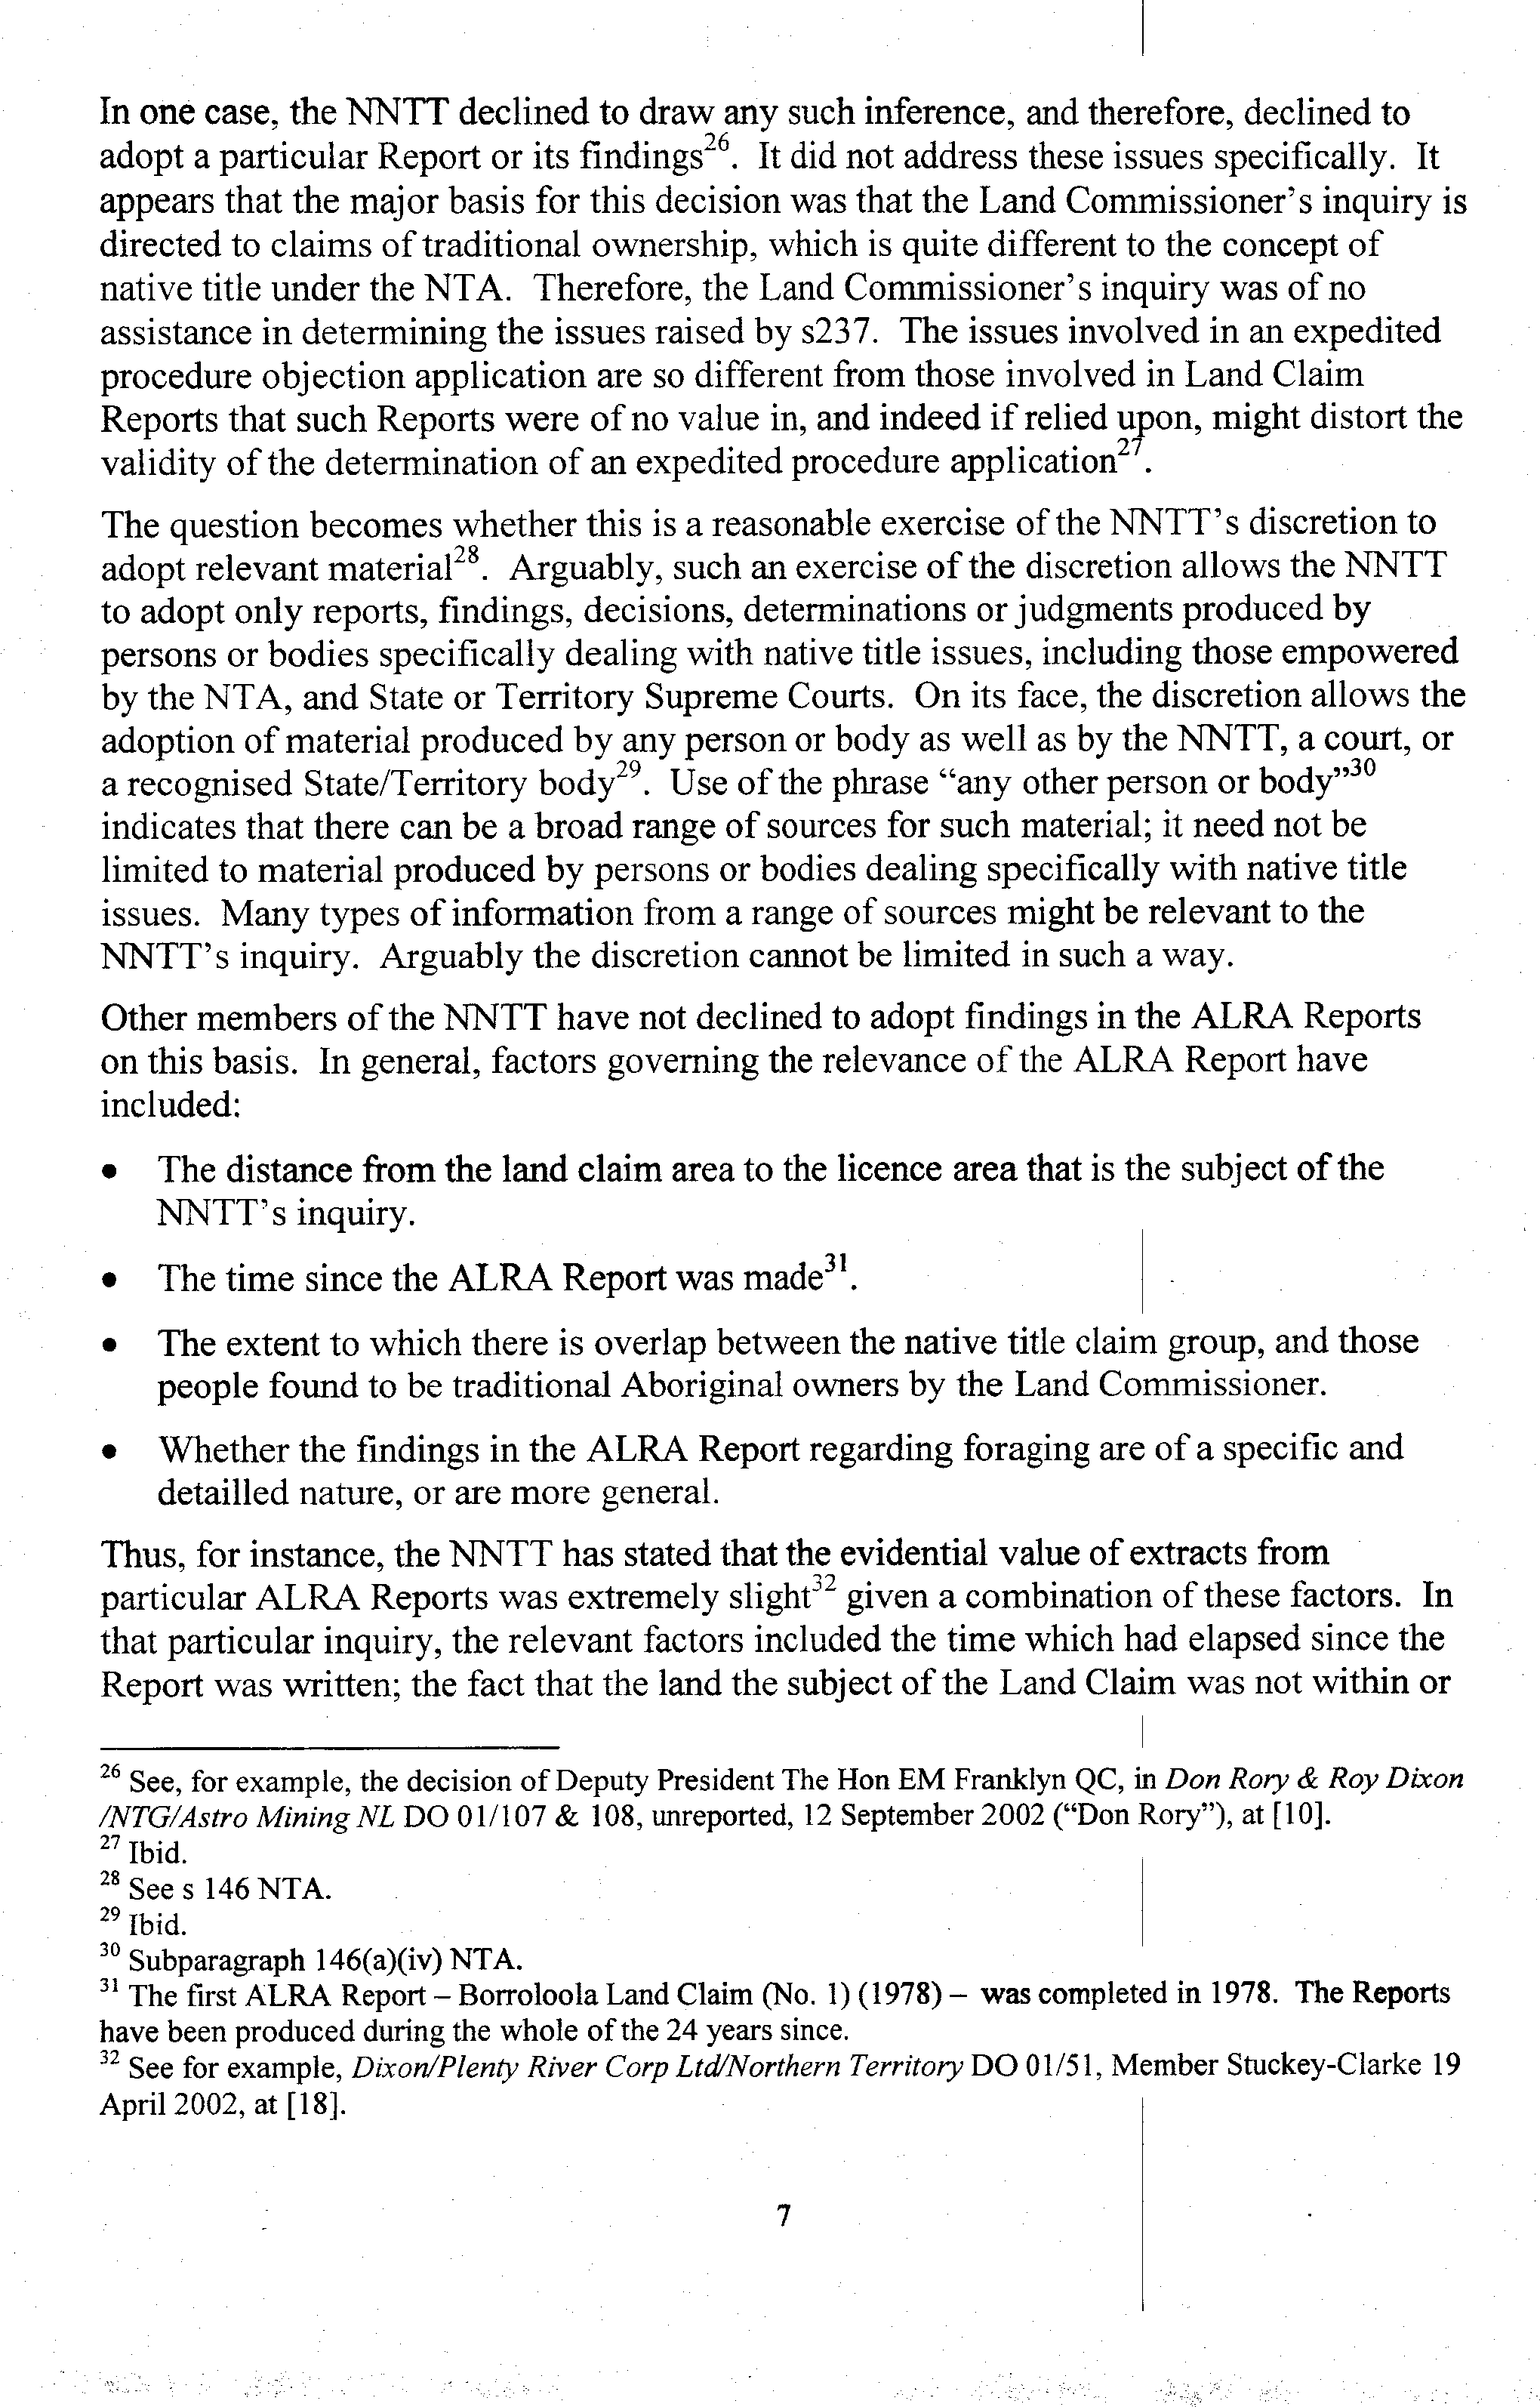 In one case, the NNTT declined to draw any such inference, and therefore, declined to
adopt a particular Report or its findings26. It did not address these issues specifically. It
appears that the major basis for this decision was that the Land Commissioner's inquiry is
directed to claims of traditional ownership, which is quite different to the concept of
native title under the NTA. Therefore, the Land Commissioner's inquiry was of no
assistance in determining the issues raised by s237. The issues involved in an expedited
procedure objection application are so different from those involved in Land Claim
Reports that such Reports were of no value in, and indeed if relied upon, might distort the
validity of the determination of an expedited procedure application27.
The question becomes whether this is a reasonable exercise of the NNTT's discretion to
adopt relevant material28. Arguably, such an exercise of the discretion allows the NNTT
to adopt only reports, findings, decisions, determinations or judgments produced by
persons or bodies specifically dealing with native title issues, including those empowered
by the NTA, and State or Territory Supreme Courts. On its face, the discretion allows the
adoption of material produced by any person or body as well as by the NNTT, a court, or
a recognised State/Territory body29. Use of the phrase “any other person or body”30
indicates that there can be a broad range of sources for such material; it need not be
limited to material produced by persons or bodies dealing specifically with native title
issues. Many types of information from a range of sources might be relevant to the
NNTT's inquiry. Arguably the discretion cannot be limited in such a way.
Other members of the NNTT have not declined to adopt findings in the ALRA Reports
on this basis. In general, factors governing the relevance of the ALRA Report have
included:
• The distance from the land claim area to the licence area that is the subject of the
NNTT's inquiry.
• The time since the ALRA Report was made31.
• The extent to which there is overlap between the native title claim group, and those
people found to be traditional Aboriginal owners by the Land Commissioner.
• Whether the findings in the ALRA Report regarding foraging are of a specific and
detailled nature, or are more general.
Thus, for instance, the NNTT has stated that the evidential value of extracts from
particular ALRA Reports was extremely slight32 given a combination of these factors. In
that particular inquiry, the relevant factors included the time which had elapsed since the
Report was written; the fact that the land the subject of the Land Claim was not within or
26 See, for example, the decision of Deputy President The Hon EM Franklyn QC, in Don Rory & Roy Dixon
/NTG/Astro Mining NL DO 01/107 & 108, unreported, 12 September 2002 (“Don Rory”), at [10].
27 Ibid.
28 See s 146 NTA.
29 Ibid.
30 Subparagraph 146(a)(iv) NTA.
31 The first ALRA Report – Borroloola Land Claim (No. 1) (1978) – was completed in 1978. The Reports
have been produced during the whole of the 24 years since.
32 See for example, Dixon/Plenty River Corp Ltd/Northern Territory DO 01/51, Member Stuckey-Clarke 19
April 2002, at [18].
7